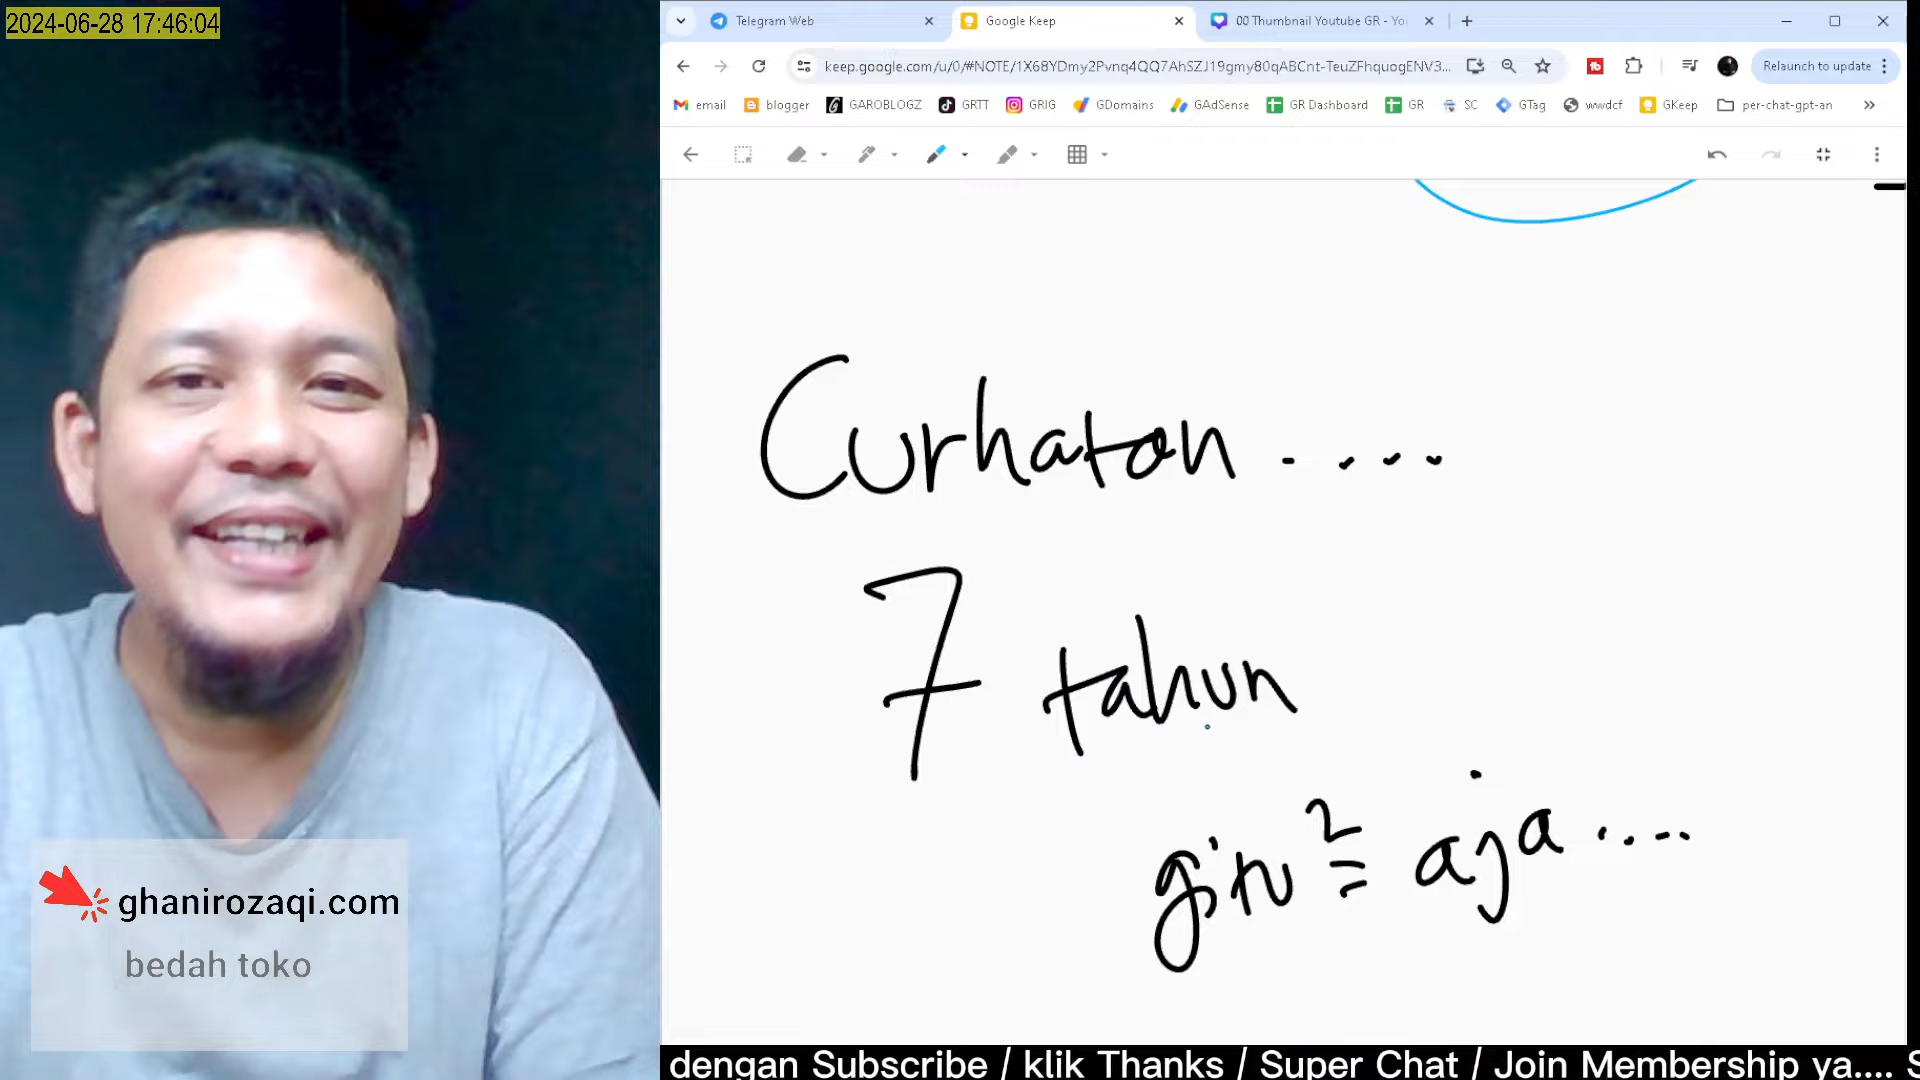 2024-06-28 17:46:04
Telegram Web
Google Keep
00 Thumbnail Youtube GR - Yo
keep.google.com/u/0/#NOTE/1X68YDmy2Pvnq4QQ7AhSZJ19gmy80qABCnt-TeuZFhquogENV3...
Relaunch to update
email blogger GAROBLOGZ GRTT GRIG GDomains GAdSense GR Dashboard GR SC GTag wwdcf GKeep per-chat-gpt-an
Curhatan ....
7 tahun
gitu² aja ....
ghanirozaqi.com
bedah toko
dengan Subscribe / klik Thanks / Super Chat / Join Membership ya.... S